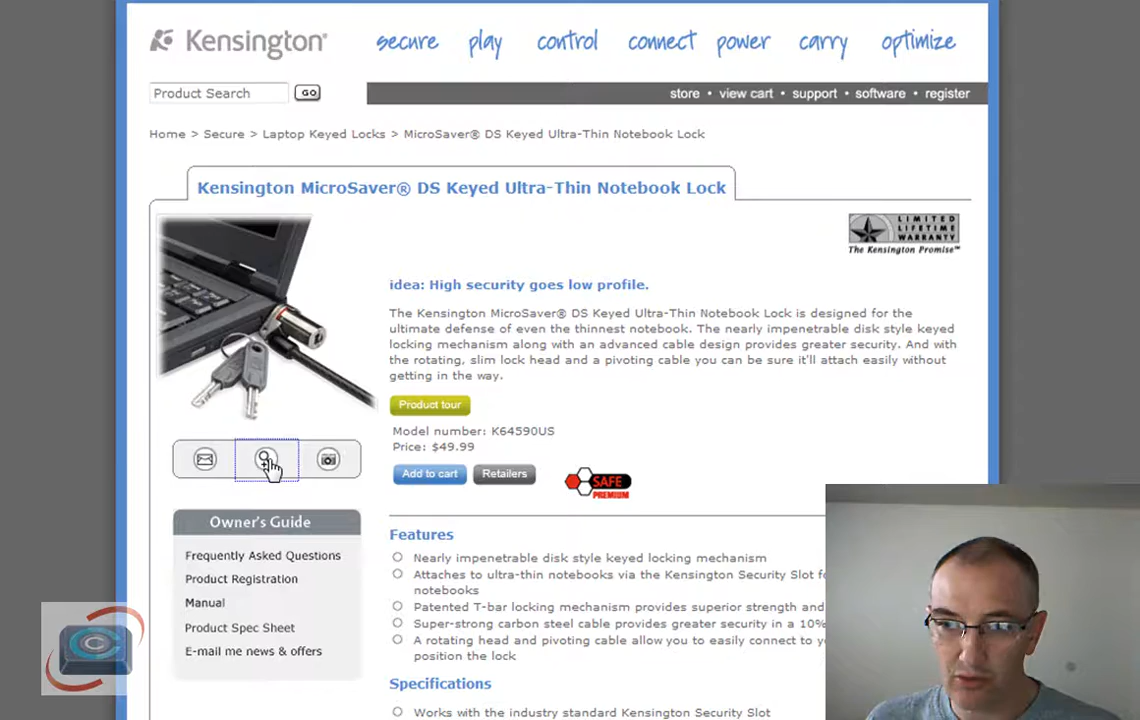 Kensington®
secure play control connect power carry optimize
Product Search GO
store • view cart • support • software • register
Home > Secure > Laptop Keyed Locks > MicroSaver® DS Keyed Ultra-Thin Notebook Lock
Kensington MicroSaver® DS Keyed Ultra-Thin Notebook Lock
LIMITED
LIFETIME
WARRANTY
The Kensington Promise™
idea: High security goes low profile.
The Kensington MicroSaver® DS Keyed Ultra-Thin Notebook Lock is designed for the
ultimate defense of even the thinnest notebook. The nearly impenetrable disk style keyed
locking mechanism along with an advanced cable design provides greater security. And with
the rotating, slim lock head and a pivoting cable you can be sure it'll attach easily without
getting in the way.
Product tour
Model number: K64590US
Price: $49.99
Add to cart Retailers
SAFE
PREMIUM
Owner's Guide
Frequently Asked Questions
Product Registration
Manual
Product Spec Sheet
E-mail me news & offers
Features
Nearly impenetrable disk style keyed locking mechanism
Attaches to ultra-thin notebooks via the Kensington Security Slot
notebooks
Patented T-bar locking mechanism provides superior strength and
Super-strong carbon steel cable provides greater security in a 10%
A rotating head and pivoting cable allow you to easily connect to
position the lock
Specifications
Works with the industry standard Kensington Security Slot
C